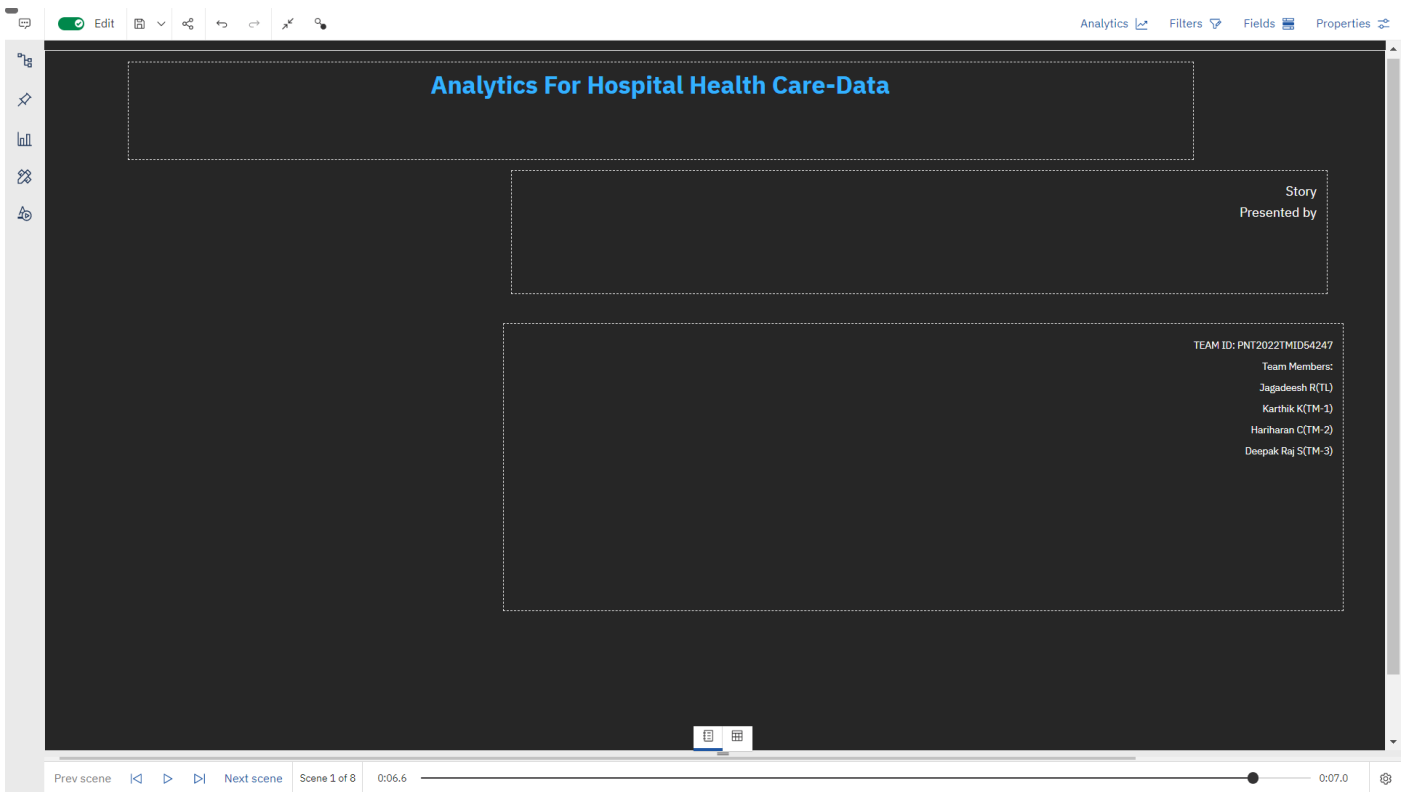 Edit
Analytics
Filters
Fields
Properties
Analytics For Hospital Health Care-Data
Story
Presented by
TEAM ID: PNT2022TMID54247
Team Members:
Jagadeesh R(TL)
Karthik K(TM-1)
Hariharan C(TM-2)
Deepak Raj S(TM-3)
Prev scene
Next scene
Scene 1 of 8
0:06.6
0:07.0